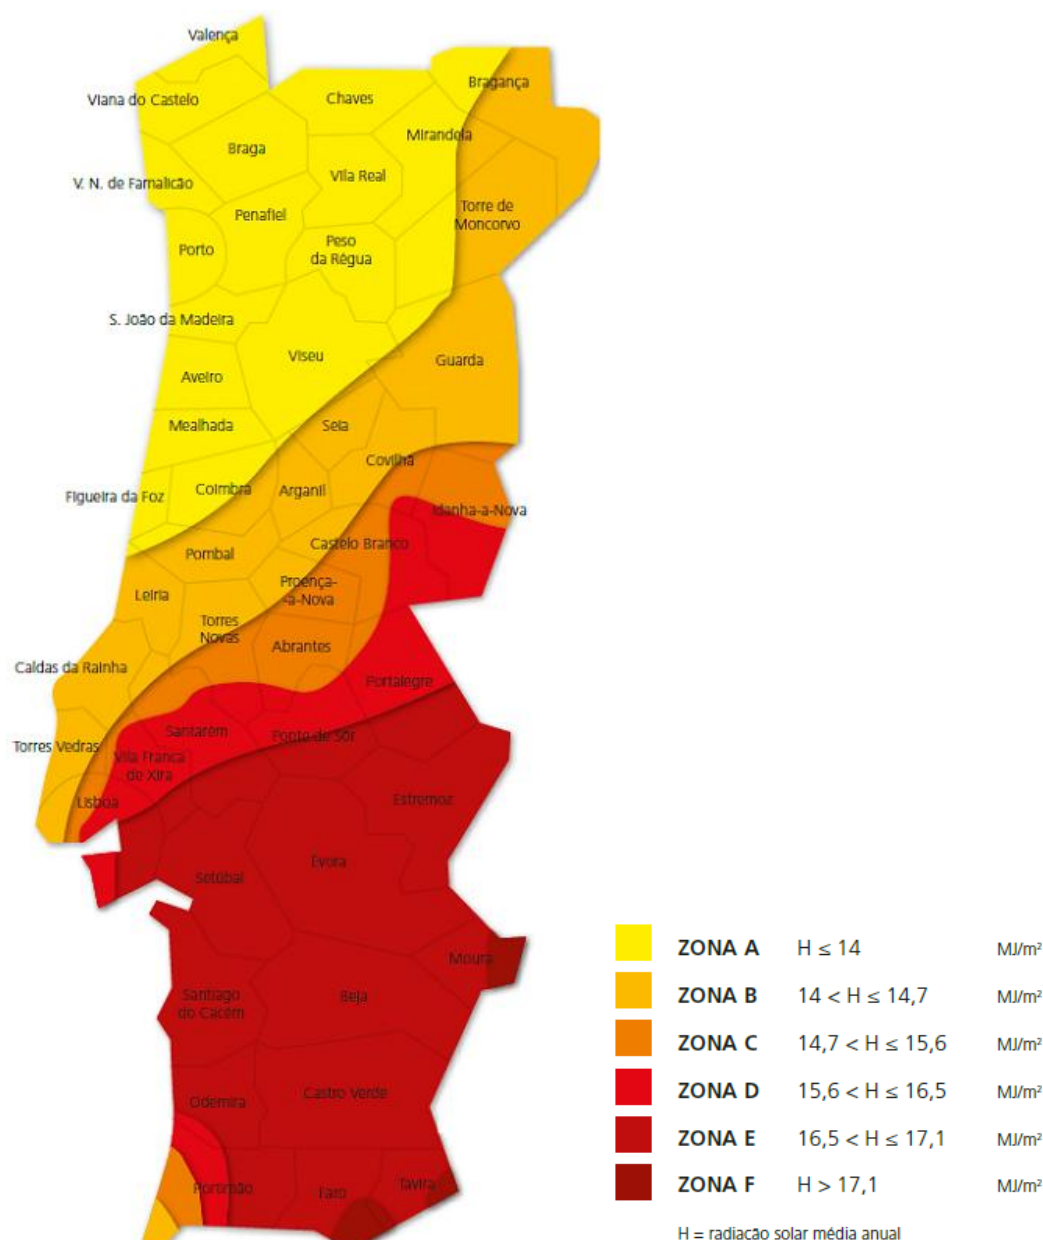 Valença
Bragança
Viana do Castelo
Chaves
Mirandela
Braga
Vila Real
V. N. de Famalicão
Penafiel
Torre de
Moncorvo
Porto
Peso
da Régua
S. João da Madeira
Viseu
Guarda
Aveiro
Mealhada
Seia
Covilhã
Coimbra
Arganil
Figueira da Foz
Idanha-a-Nova
Castelo Branco
Pombal
Proença-
-a-Nova
Leiria
Torres
Novas
Abrantes
Caldas da Rainha
Portalegre
Santarém
Ponte de Sôr
Torres Vedras
Vila Franca
de Xira
Lisboa
Estremoz
Évora
Setúbal
Moura
Santiago
do Cacém
Beja
Odemira
Castro Verde
Portimão
Faro
Tavira
ZONA A H ≤ 14 MJ/m²
ZONA B 14 < H ≤ 14,7 MJ/m²
ZONA C 14,7 < H ≤ 15,6 MJ/m²
ZONA D 15,6 < H ≤ 16,5 MJ/m²
ZONA E 16,5 < H ≤ 17,1 MJ/m²
ZONA F H > 17,1 MJ/m²
H = radiação solar média anual